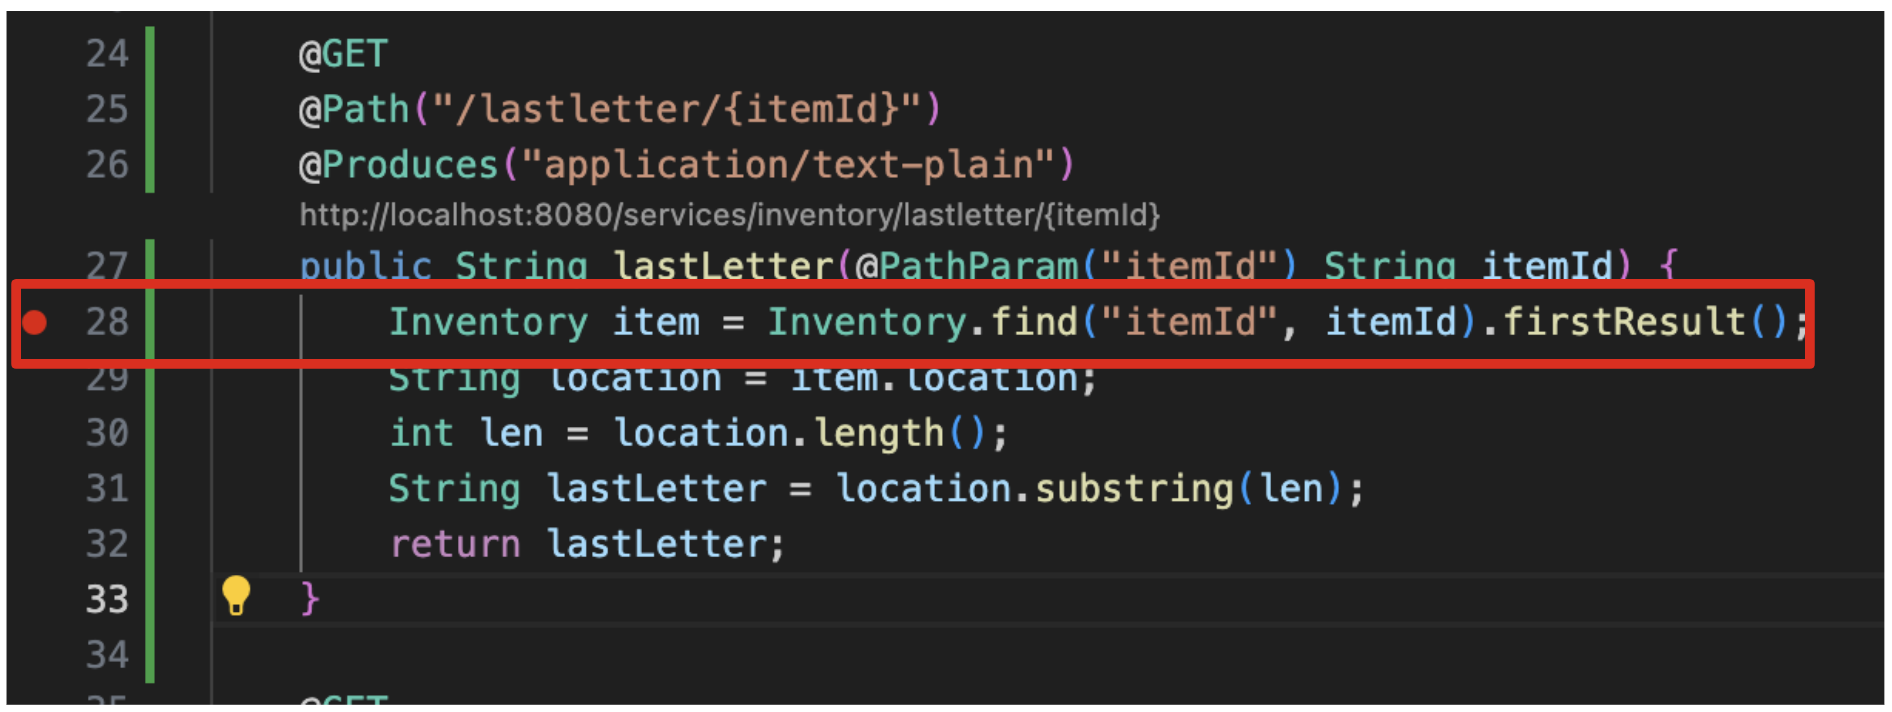 24 @GET
25 @Path("/lastletter/{itemId}")
26 @Produces("application/text-plain")
http://localhost:8080/services/inventory/lastletter/{itemId}
27 public String lastLetter(@PathParam("itemId") String itemId) {
28 Inventory item = Inventory.find("itemId", itemId).firstResult();
29 String location = item.location;
30 int len = location.length();
31 String lastLetter = location.substring(len);
32 return lastLetter;
33 }
34
35 @GET